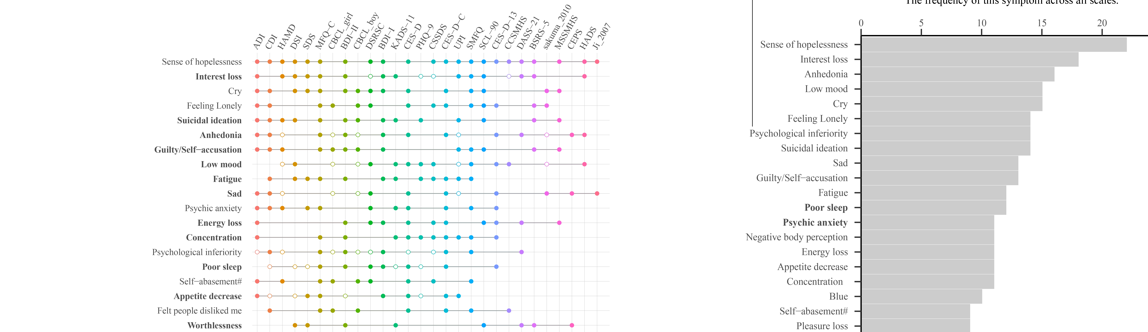 The frequency of this symptom across all scales.
ADI CDI HAMD DSI SDS MFQ-C CBCL_girl BDI-II CBCL_boy DSRSC BDI-I KADS-11 CES-D PHQ-9 CSSDS CES-D-C UPI SMFQ SCL-90 CES-D-13 CCSMHS DASS-21 BSRS-5 sakuma_2010 MSSMHS CEPS HADS Ji_2007
Sense of hopelessness
Interest loss
Cry
Feeling Lonely
Suicidal ideation
Anhedonia
Guilty/Self−accusation
Low mood
Fatigue
Sad
Psychic anxiety
Energy loss
Concentration
Psychological inferiority
Poor sleep
Self−abasement#
Appetite decrease
Felt people disliked me
Worthlessness
0 5 10 15 20
Sense of hopelessness
Interest loss
Anhedonia
Low mood
Cry
Feeling Lonely
Psychological inferiority
Suicidal ideation
Sad
Guilty/Self−accusation
Fatigue
Poor sleep
Psychic anxiety
Negative body perception
Energy loss
Appetite decrease
Concentration
Blue
Self−abasement#
Pleasure loss